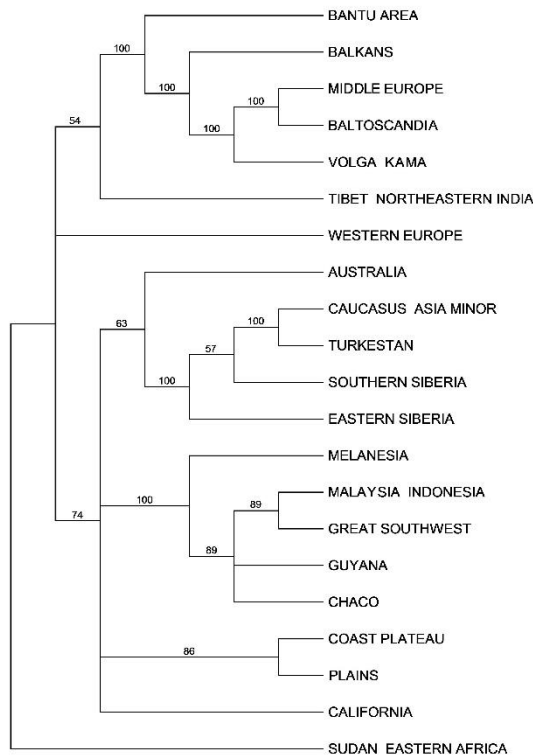 BANTU AREA
100
BALKANS
100
MIDDLE EUROPE
100
BALTOSCANDIA
54
100
VOLGA KAMA
TIBET NORTHEASTERN INDIA
WESTERN EUROPE
AUSTRALIA
CAUCASUS ASIA MINOR
63
100
TURKESTAN
57
SOUTHERN SIBERIA
100
EASTERN SIBERIA
MELANESIA
MALAYSIA INDONESIA
100
89
GREAT SOUTHWEST
74
89
GUYANA
CHACO
COAST PLATEAU
86
PLAINS
CALIFORNIA
SUDAN EASTERN AFRICA